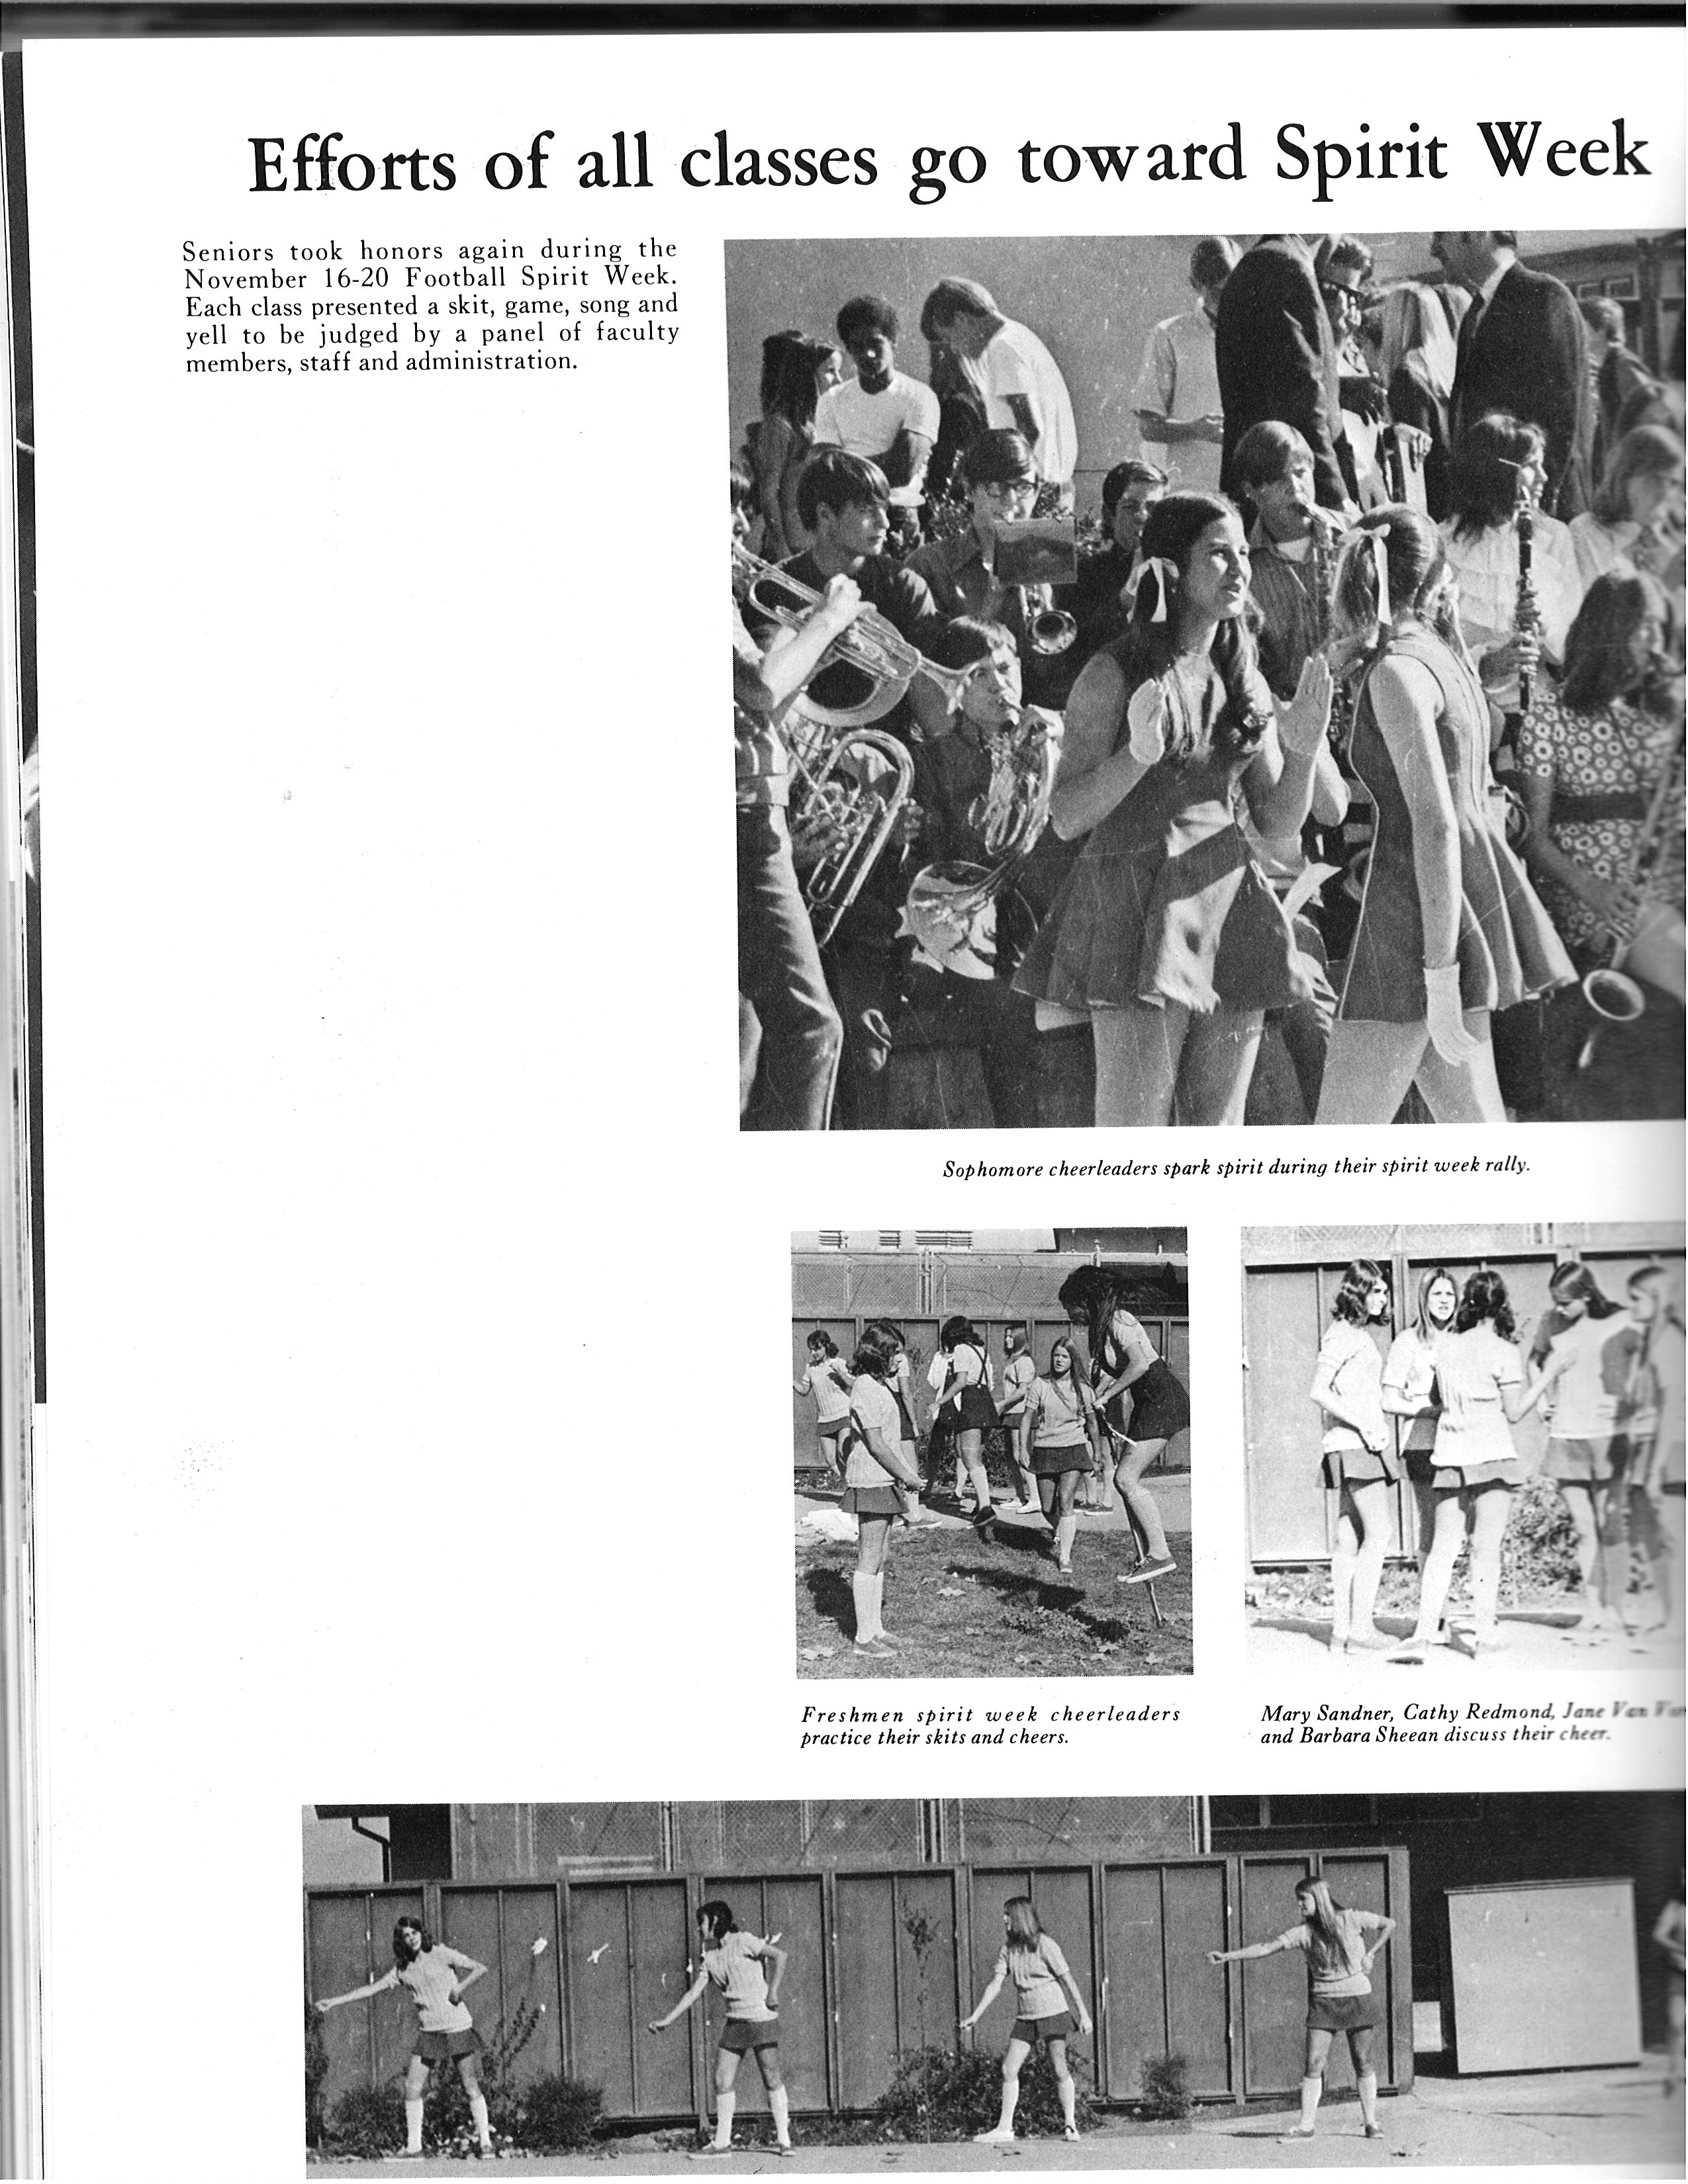 Efforts of all classes go toward Spirit Week
Seniors took honors again during the
November 16-20 Football Spirit Week.
Each class presented a skit, game, song and
yell to be judged by a panel of faculty
members, staff and administration.
Sophomore cheerleaders spark spirit during their spirit week rally.
Freshmen spirit week cheerleaders
practice their skits and cheers.
Mary Sandner, Cathy Redmond, Jane Van
and Barbara Sheean discuss their cheer.